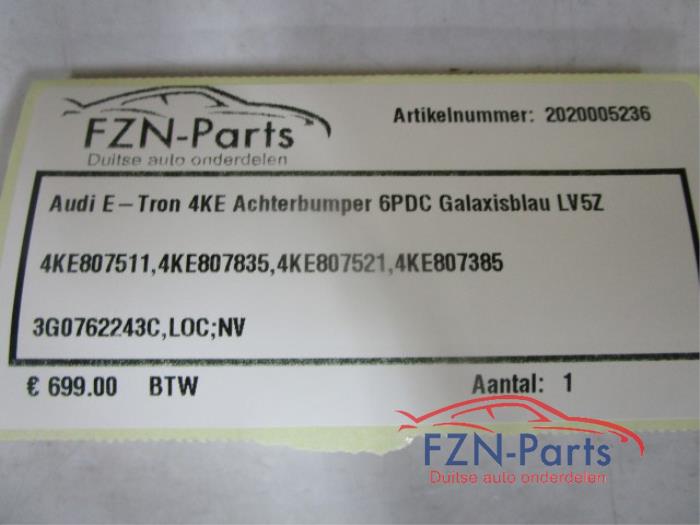 FZN-Parts
Duitse auto onderdelen
Artikelnummer: 2020005236
Audi E-Tron 4KE Achterbumper 6PDC Galaxisblau LV5Z
4KE807511,4KE807835,4KE807521,4KE807385
3G0762243C,LOC;NV
€ 699.00 BTW
Aantal: 1
FZN-Parts
Duitse auto onderdelen